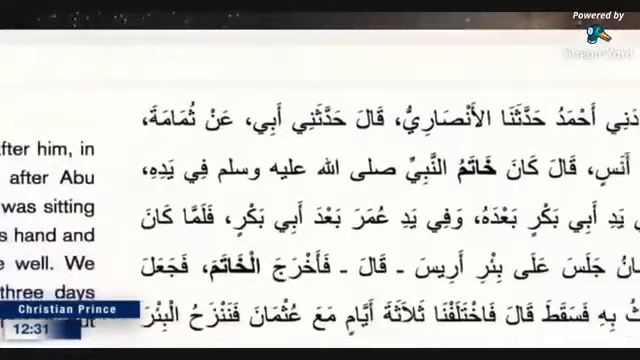 Powered by
StreamYard
دَنِي أَحْمَدُ حَدَّثَنَا الأَنْصَارِيُّ، قَالَ حَدَّثَنِي أَبِي، عَنْ ثُمَامَةَ،
أَنَسٍ، قَالَ كَانَ خَاتَمُ النَّبِيِّ صلى الله عليه وسلم فِي يَدِهِ،
يَدِ أَبِي بَكْرٍ بَعْدَهُ، وَفِي يَدِ عُمَرَ بَعْدَ أَبِي بَكْرٍ، فَلَمَّا كَانَ
جَلَسَ عَلَى بِئْرِ أَرِيسَ ـ قَالَ ـ فَأَخْرَجَ الْخَاتَمَ، فَجَعَلَ
بِهِ فَسَقَطَ قَالَ فَاخْتَلَفْنَا ثَلاَثَةَ أَيَّامٍ مَعَ عُثْمَانَ فَنَنْزَحُ الْبِئْرَ
after him, in
after Abu
was sitting
hand and
well. We
three days
Christian Prince
12:31